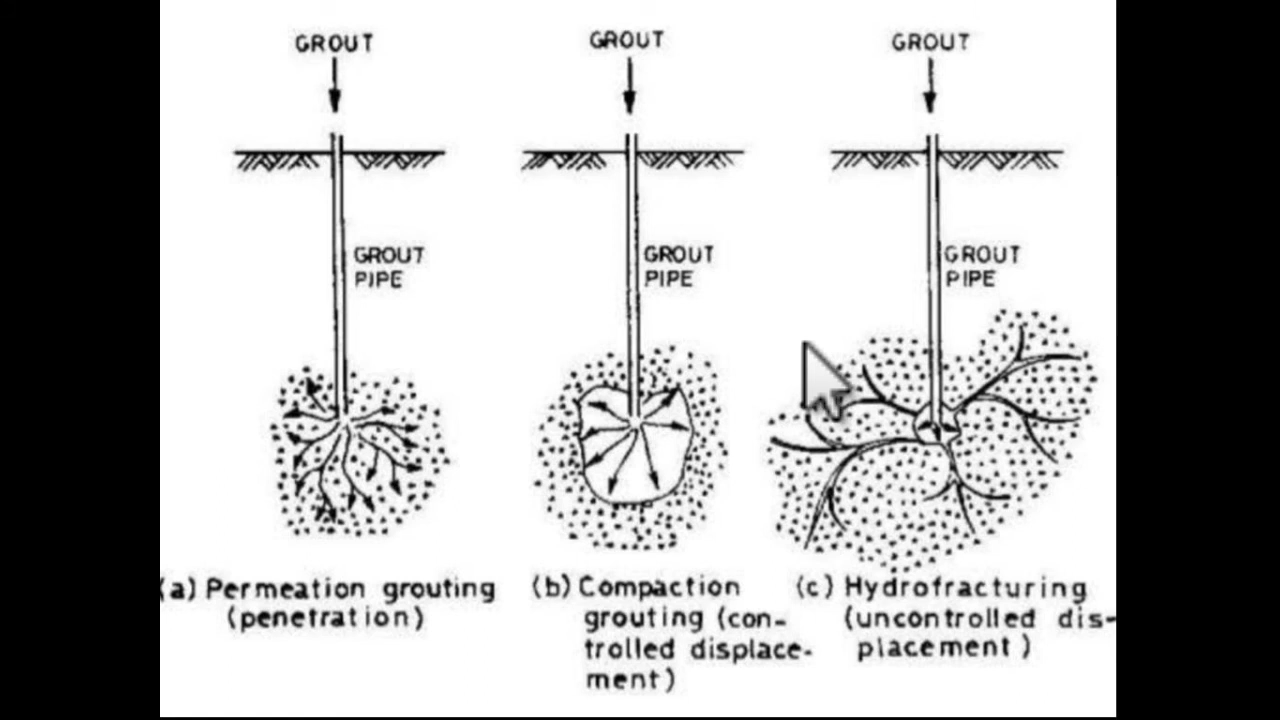 GROUT
GROUT
GROUT
GROUT
PIPE
GROUT
PIPE
GROUT
PIPE
(a) Permeation grouting
(penetration)
(b) Compaction
grouting (con-
trolled displace-
ment)
(c) Hydrofracturing
(uncontrolled dis-
placement)